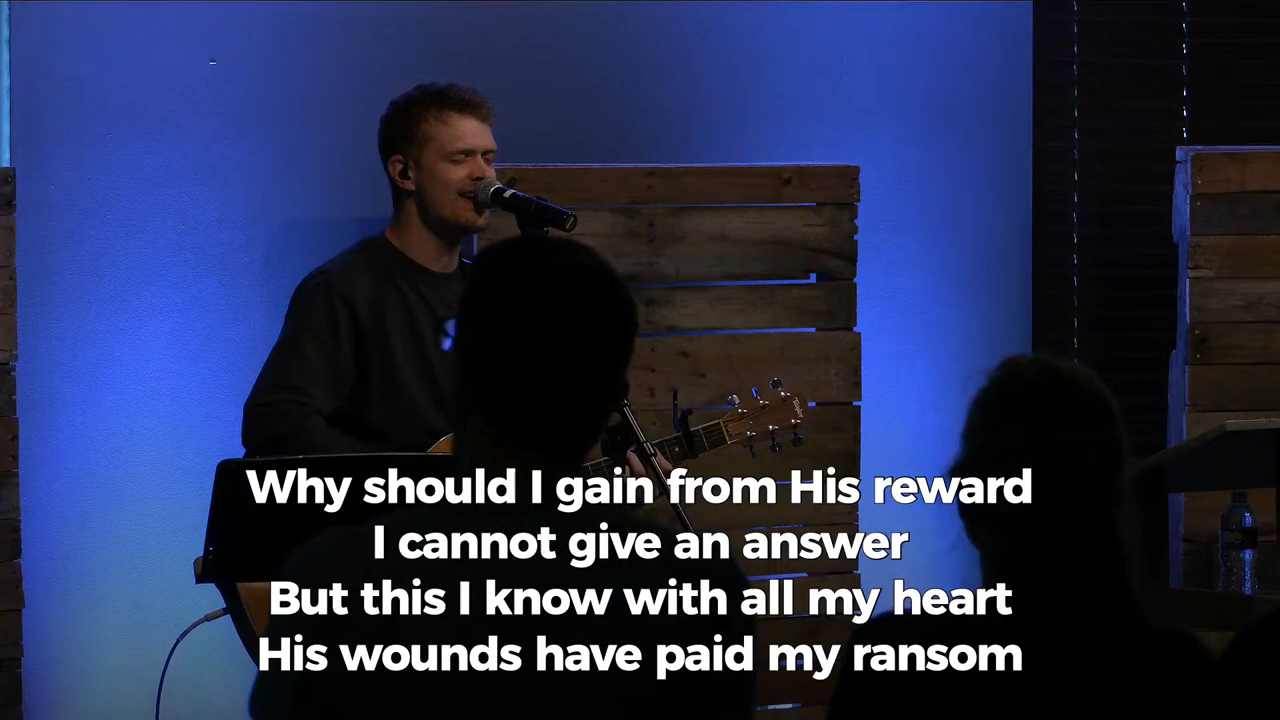 Why should I gain from His reward
I cannot give an answer
But this I know with all my heart
His wounds have paid my ransom